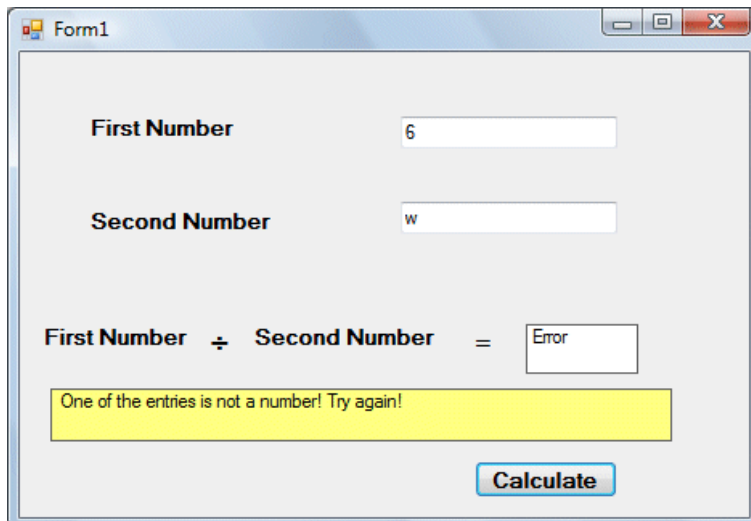 Form1
First Number 6
Second Number w
First Number ÷ Second Number = Error
One of the entries is not a number! Try again!
Calculate